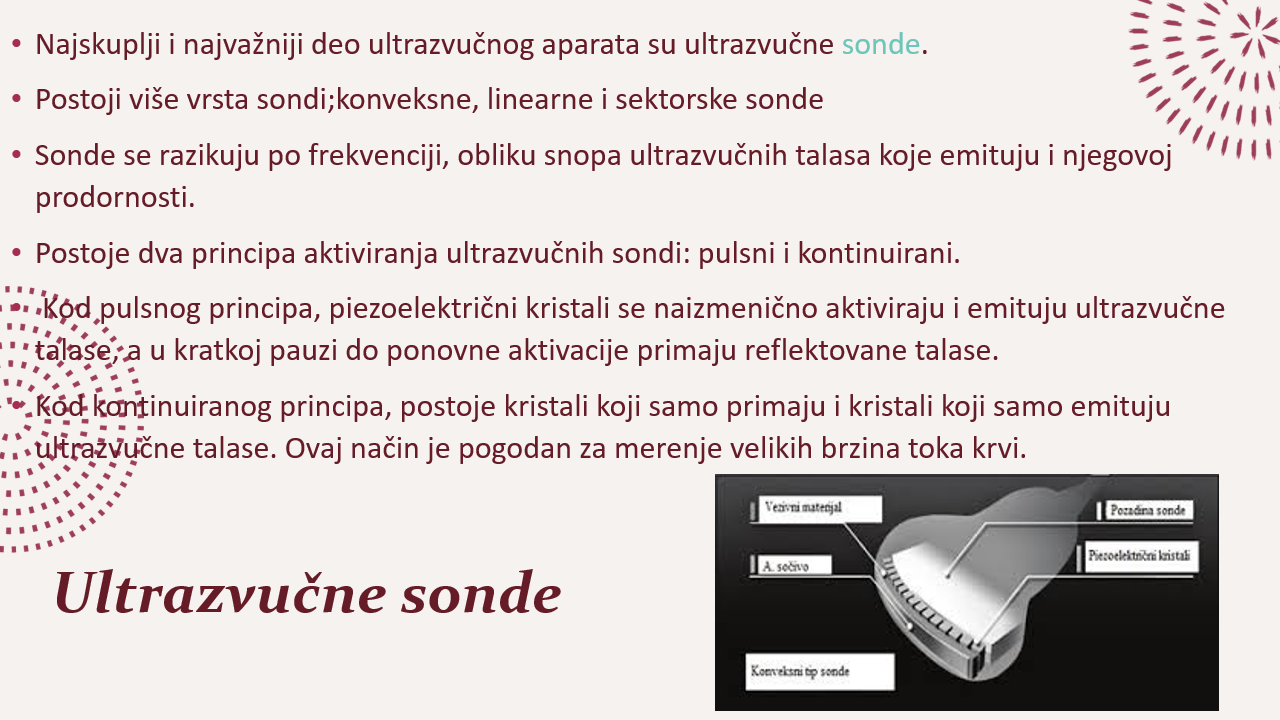 • Najskuplji i najvažniji deo ultrazvučnog aparata su ultrazvučne sonde.
• Postoji više vrsta sondi;konveksne, linearne i sektorske sonde
• Sonde se razikuju po frekvenciji, obliku snopa ultrazvučnih talasa koje emituju i njegovoj
prodornosti.
• Postoje dva principa aktiviranja ultrazvučnih sondi: pulsni i kontinuirani.
• Kod pulsnog principa, piezoelektrični kristali se naizmenično aktiviraju i emituju ultrazvučne
talase, a u kratkoj pauzi do ponovne aktivacije primaju reflektovane talase.
• Kod kontinuiranog principa, postoje kristali koji samo primaju i kristali koji samo emituju
ultrazvučne talase. Ovaj način je pogodan za merenje velikih brzina toka krvi.
Ultrazvučne sonde
Vezivni materijal
Pozadina sonde
A. sočivo
Piezoelektrični kristali
Konveksni tip sonde